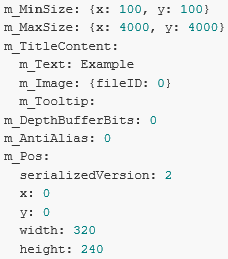 m_MinSize: {x: 100, y: 100}
m_MaxSize: {x: 4000, y: 4000}
m_TitleContent:
  m_Text: Example
  m_Image: {fileID: 0}
  m_Tooltip:
m_DepthBufferBits: 0
m_AntiAlias: 0
m_Pos:
  serializedVersion: 2
  x: 0
  y: 0
  width: 320
  height: 240